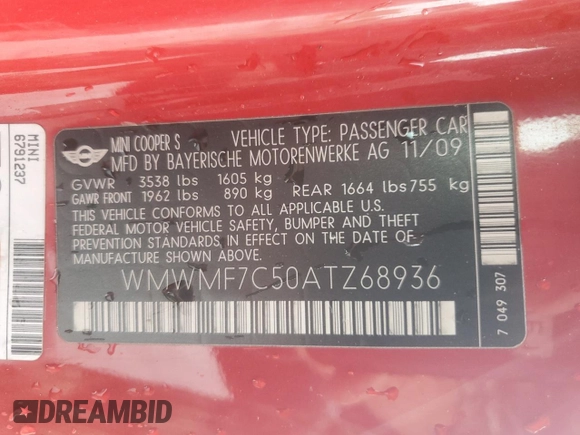 MINI
6791237
MINI COOPER S VEHICLE TYPE: PASSENGER CAR
MFD BY BAYERISCHE MOTORENWERKE AG 11/09
GVWR 3538 lbs 1605 kg
GAWR FRONT 1962 lbs 890 kg REAR 1664 lbs 755 kg
THIS VEHICLE CONFORMS TO ALL APPLICABLE U.S.
FEDERAL MOTOR VEHICLE SAFETY, BUMPER AND THEFT
PREVENTION STANDARDS IN EFFECT ON THE DATE
OF MANUFACTURE SHOWN ABOVE.
WMWMF7C50ATZ68936
7 049 307
DREAMBID